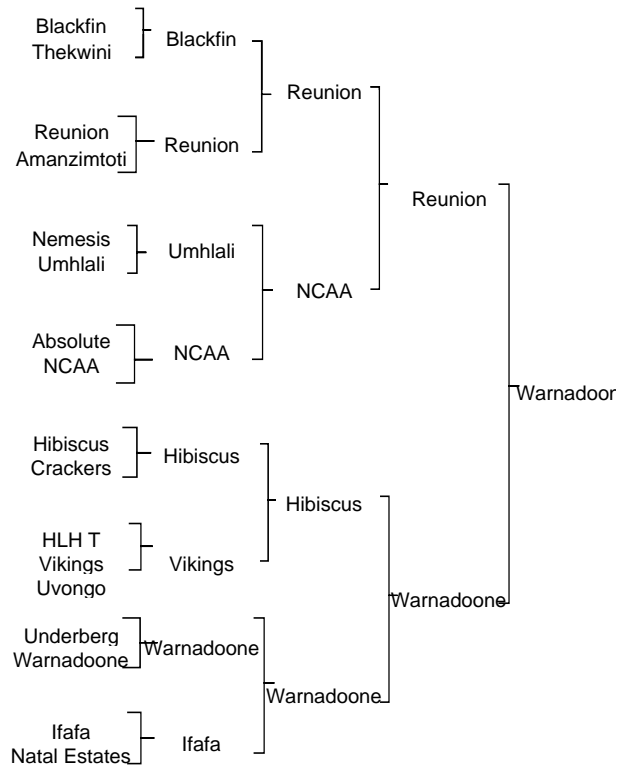 Blackfin
Thekwini
Blackfin
Reunion
Reunion
Amanzimtoti
Reunion
Reunion
Nemesis
Umhlali
Umhlali
NCAA
Absolute
NCAA
NCAA
Warnadoor
Hibiscus
Crackers
Hibiscus
Hibiscus
HLH T
Vikings
Uvongo
Vikings
Warnadoone
Underberg
Warnadoone
Warnadoone
Warnadoone
Ifafa
Natal Estates
Ifafa